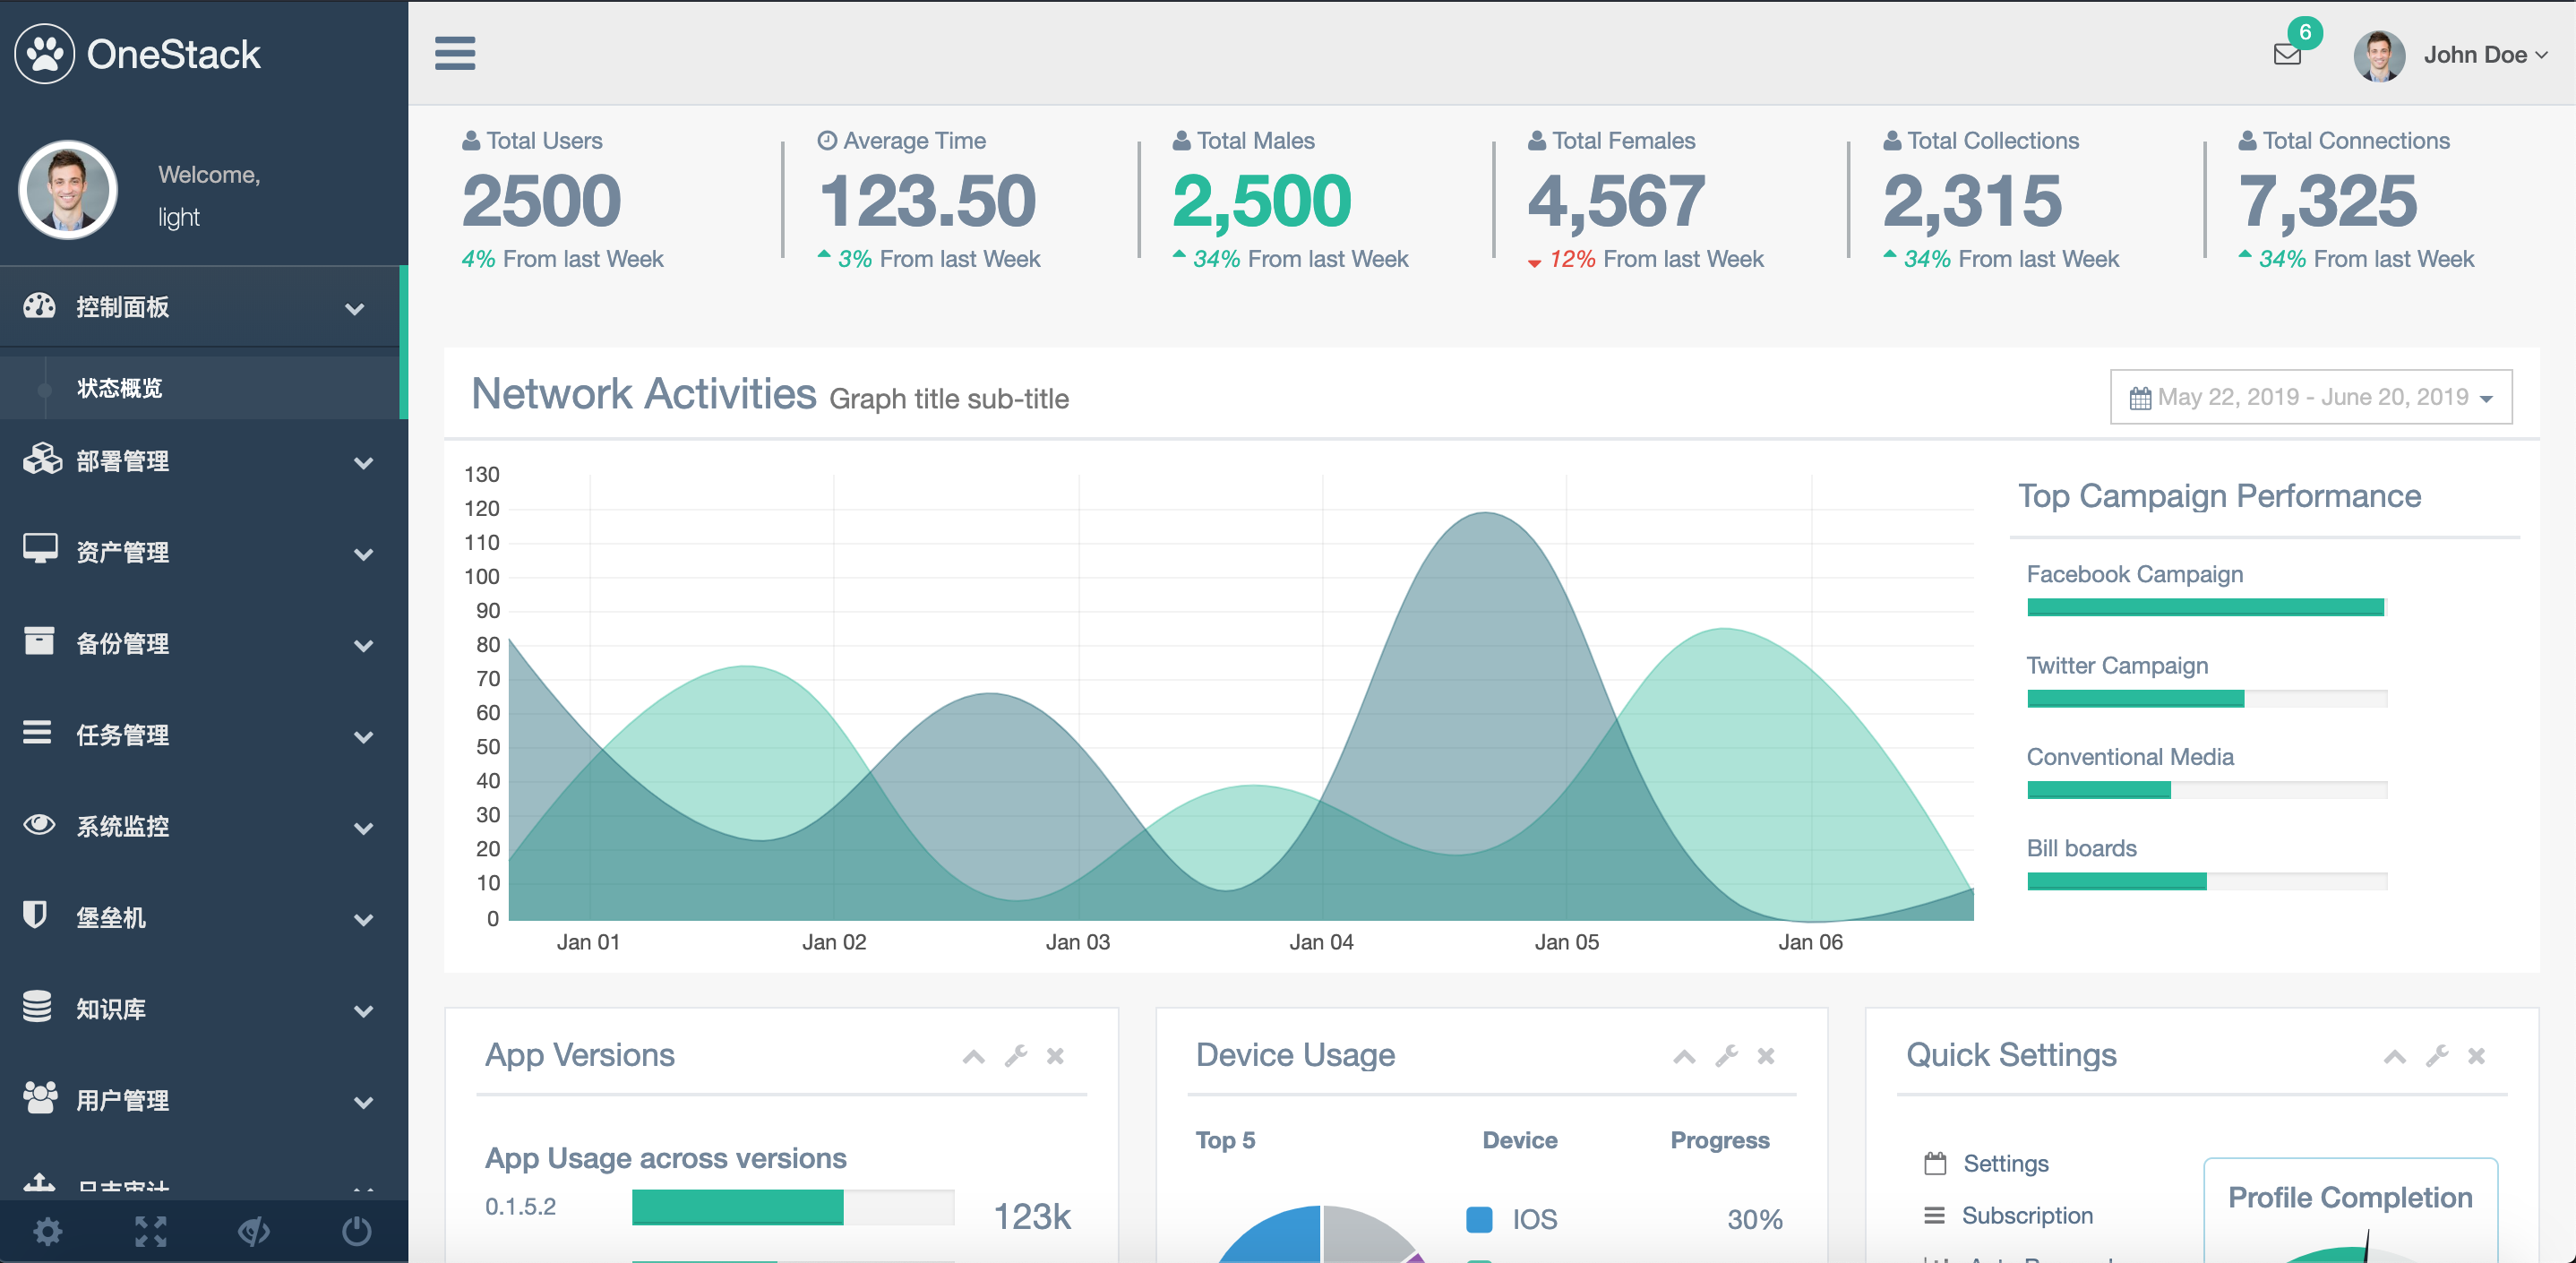 OneStack
Welcome,
light
控制面板
状态概览
部署管理
资产管理
备份管理
任务管理
系统监控
堡垒机
知识库
用户管理
6
John Doe
Total Users
2500
4% From last Week
Average Time
123.50
3% From last Week
Total Males
2,500
34% From last Week
Total Females
4,567
12% From last Week
Total Collections
2,315
34% From last Week
Total Connections
7,325
34% From last Week
Network Activities Graph title sub-title
May 22, 2019 - June 20, 2019
130
120
110
100
90
80
70
60
50
40
30
20
10
0
Jan 01
Jan 02
Jan 03
Jan 04
Jan 05
Jan 06
Top Campaign Performance
Facebook Campaign
Twitter Campaign
Conventional Media
Bill boards
App Versions
App Usage across versions
0.1.5.2
123k
Device Usage
Top 5
Device
Progress
IOS
30%
Quick Settings
Settings
Subscription
Profile Completion